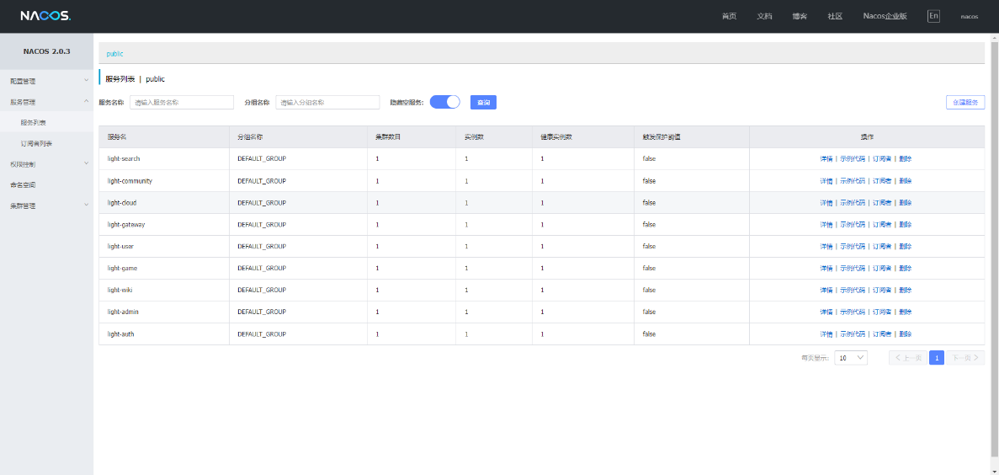 NACOS. 首页 文档 博客 社区 Nacos企业版 En nacos
NACOS 2.0.3
配置管理
服务管理
服务列表
订阅者列表
权限控制
命名空间
集群管理
public
服务列表 | public
服务名称 请输入服务名称 分组名称 请输入分组名称 隐藏空服务: 查询 创建服务
服务名 分组名称 集群数目 实例数 健康实例数 触发保护阈值 操作
light-search DEFAULT_GROUP 1 1 1 false 详情 | 示例代码 | 订阅者 | 删除
light-community DEFAULT_GROUP 1 1 1 false 详情 | 示例代码 | 订阅者 | 删除
light-cloud DEFAULT_GROUP 1 1 1 false 详情 | 示例代码 | 订阅者 | 删除
light-gateway DEFAULT_GROUP 1 1 1 false 详情 | 示例代码 | 订阅者 | 删除
light-user DEFAULT_GROUP 1 1 1 false 详情 | 示例代码 | 订阅者 | 删除
light-game DEFAULT_GROUP 1 1 1 false 详情 | 示例代码 | 订阅者 | 删除
light-wiki DEFAULT_GROUP 1 1 1 false 详情 | 示例代码 | 订阅者 | 删除
light-admin DEFAULT_GROUP 1 1 1 false 详情 | 示例代码 | 订阅者 | 删除
light-auth DEFAULT_GROUP 1 1 1 false 详情 | 示例代码 | 订阅者 | 删除
每页显示: 10 上一页 1 下一页